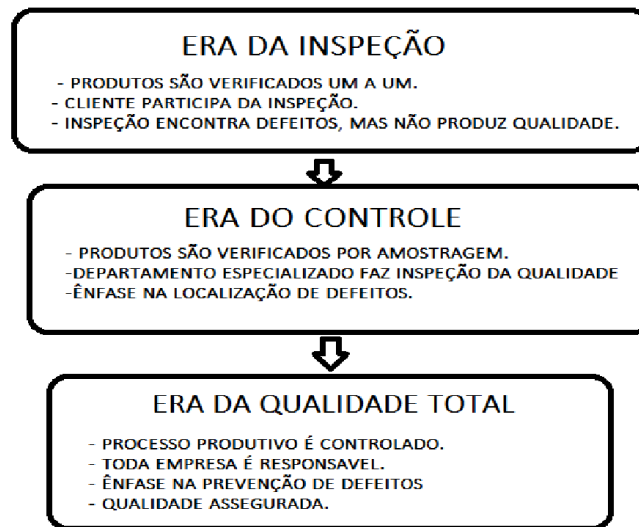 ERA DA INSPEÇÃO
- PRODUTOS SÃO VERIFICADOS UM A UM.
- CLIENTE PARTICIPA DA INSPEÇÃO.
- INSPEÇÃO ENCONTRA DEFEITOS, MAS NÃO PRODUZ QUALIDADE.
ERA DO CONTROLE
- PRODUTOS SÃO VERIFICADOS POR AMOSTRAGEM.
-DEPARTAMENTO ESPECIALIZADO FAZ INSPEÇÃO DA QUALIDADE
-ÊNFASE NA LOCALIZAÇÃO DE DEFEITOS.
ERA DA QUALIDADE TOTAL
- PROCESSO PRODUTIVO É CONTROLADO.
- TODA EMPRESA É RESPONSAVEL.
- ÊNFASE NA PREVENÇÃO DE DEFEITOS
- QUALIDADE ASSEGURADA.